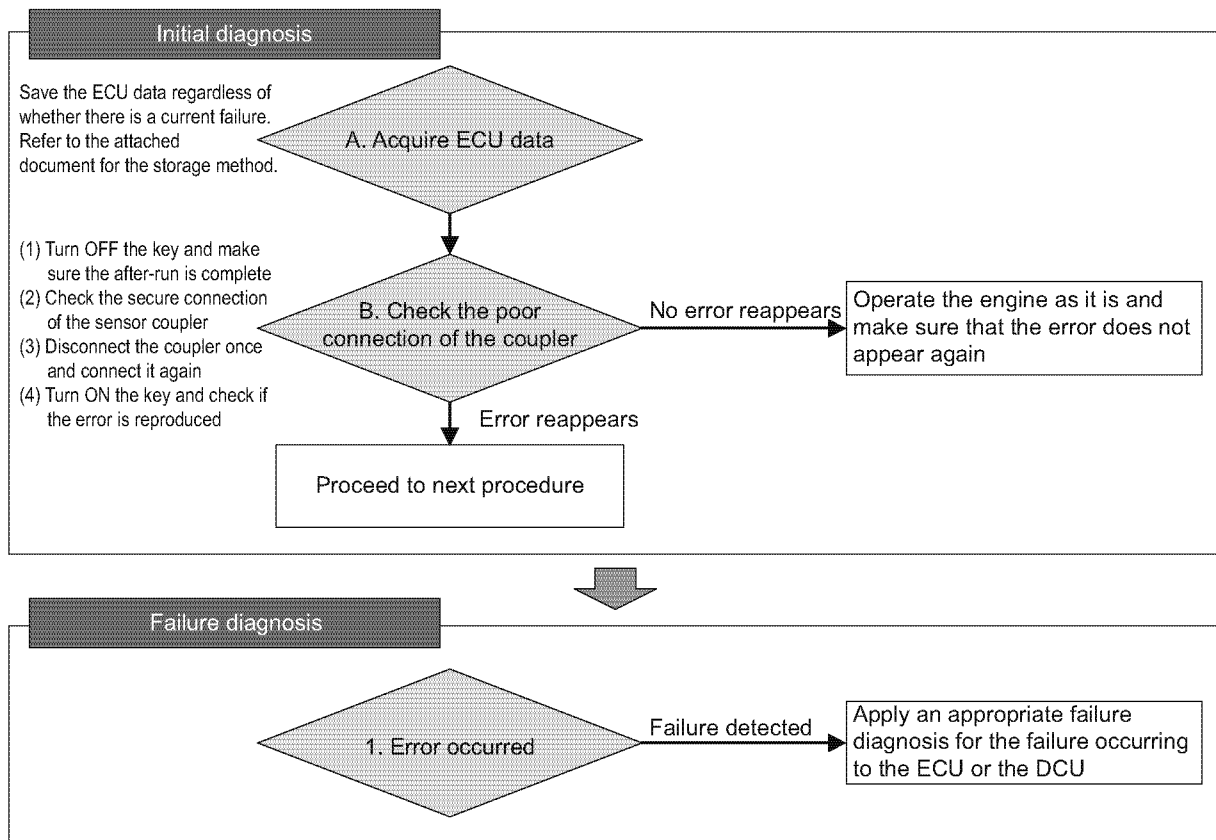 Initial diagnosis
Save the ECU data regardless of
whether there is a current failure.
Refer to the attached
document for the storage method.
A. Acquire ECU data
(1) Turn OFF the key and make
sure the after-run is complete
(2) Check the secure connection
of the sensor coupler
(3) Disconnect the coupler once
and connect it again
(4) Turn ON the key and check if
the error is reproduced
B. Check the poor
connection of the coupler
No error reappears
Operate the engine as it is and
make sure that the error does not
appear again
Error reappears
Proceed to next procedure
Failure diagnosis
1. Error occurred
Failure detected
Apply an appropriate failure
diagnosis for the failure occurring
to the ECU or the DCU